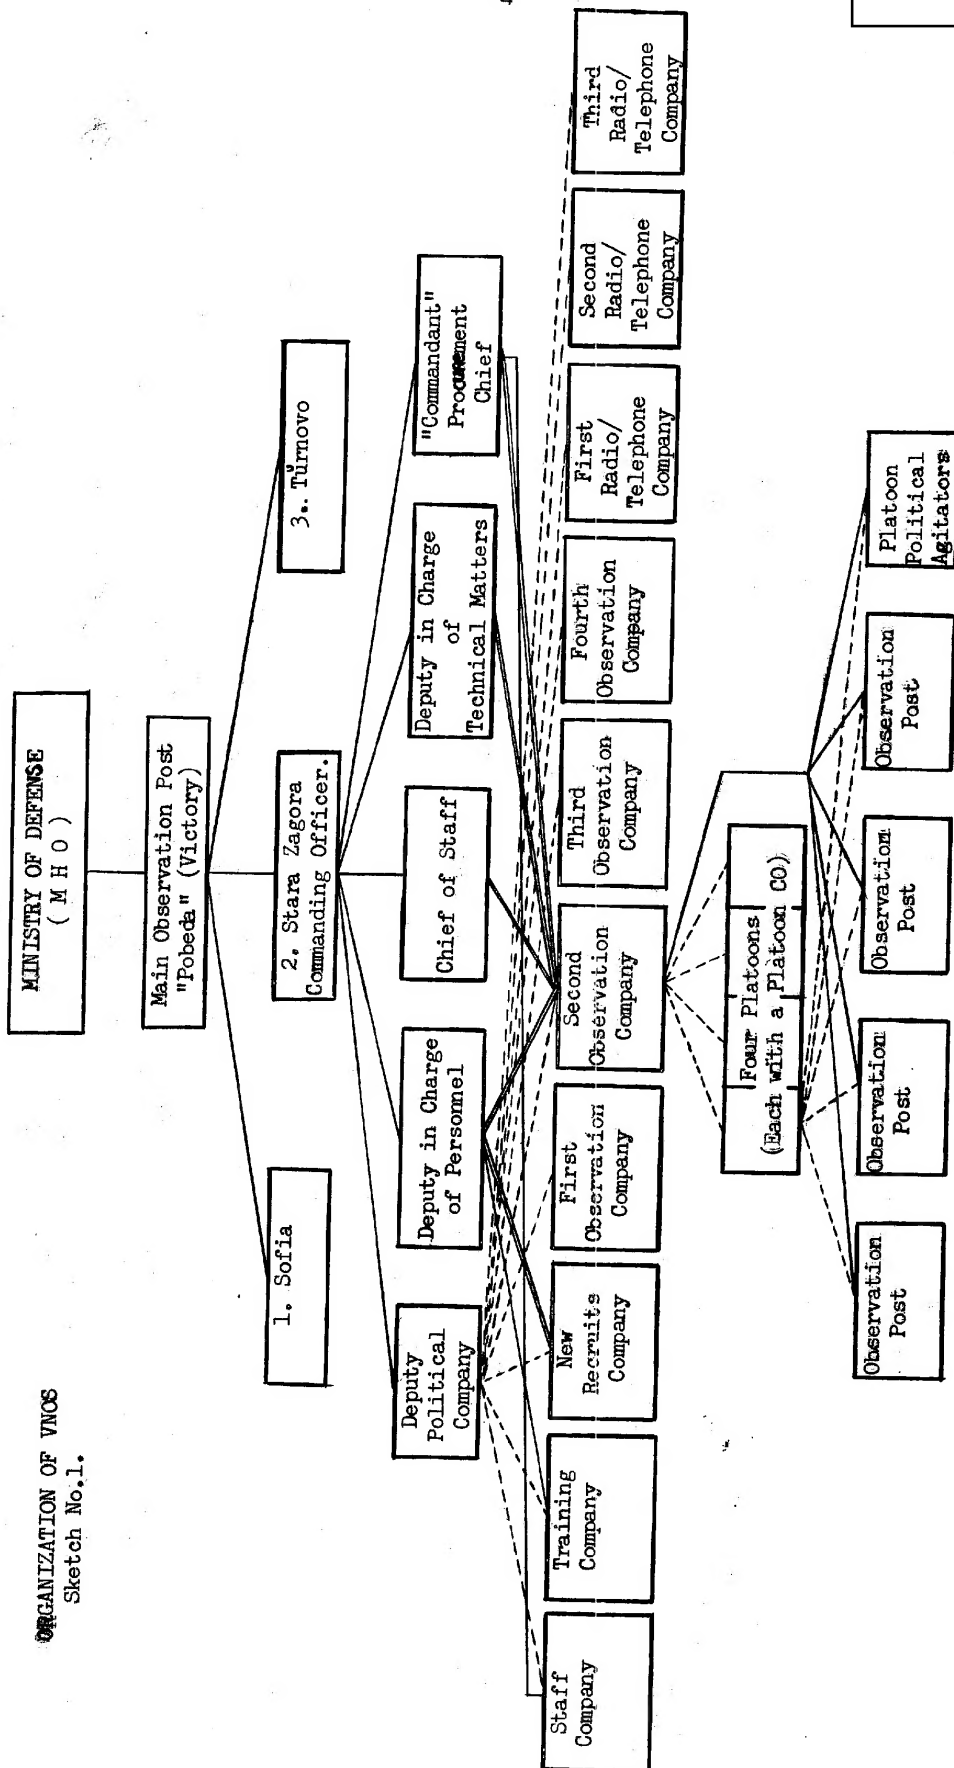 ORGANIZATION OF VNOS
Sketch No.1.
MINISTRY OF DEFENSE
( M H O )
Main Observation Post
"Pobeda" (Victory)
1. Sofia
2. Stara Zagora
Commanding Officer.
3. Tŭrnovo
Deputy
Political
Company
Deputy in Charge
of Personnel
Chief of Staff
Deputy in Charge
of
Technical Matters
"Commandant"
Procurement
Chief
Staff
Company
Training
Company
New
Recruits
Company
First
Observation
Company
Second
Observation
Company
Third
Observation
Company
Fourth
Observation
Company
First
Radio/
Telephone
Company
Second
Radio/
Telephone
Company
Third
Radio/
Telephone
Company
Four Platoons
(Each with a Platoon CO)
Observation
Post
Observation
Post
Observation
Post
Observation
Post
Platoon
Political
Agitators